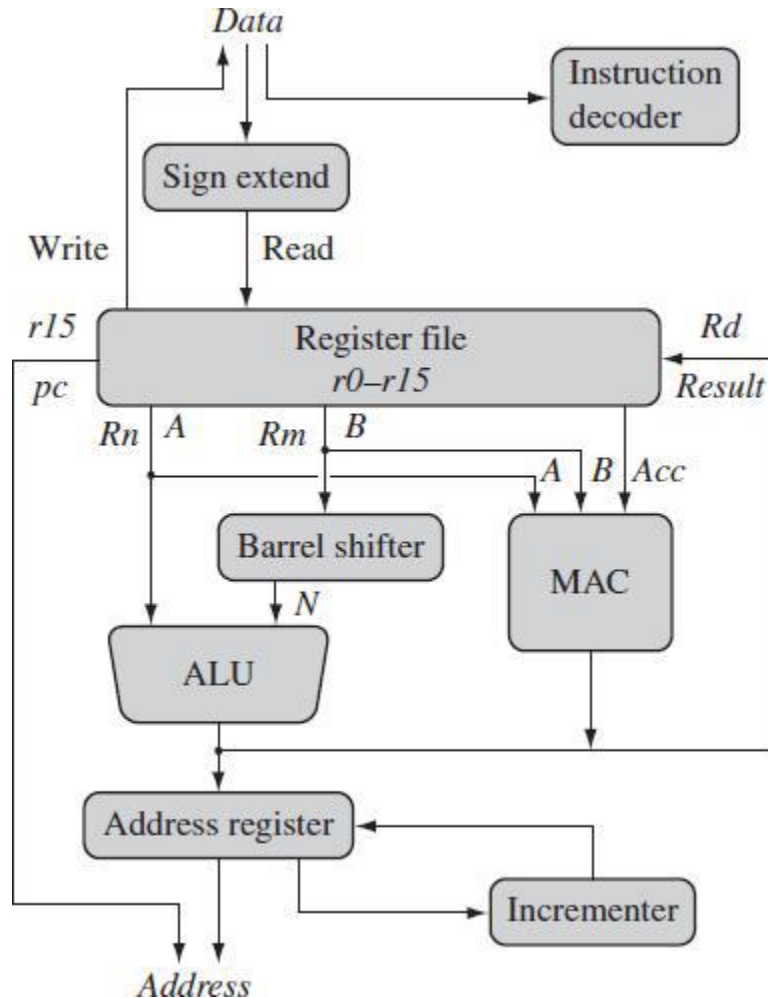 Data
Instruction
decoder
Sign extend
Write
Read
r15
Register file
Rd
pc
r0–r15
Result
Rn A
Rm B
A B Acc
Barrel shifter
MAC
N
ALU
Address register
Incrementer
Address